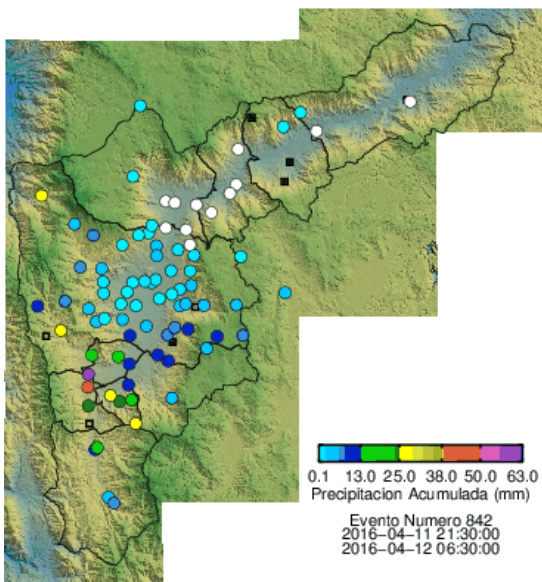 0.1 13.0 25.0 38.0 50.0 63.0
Precipitacion Acumulada (mm)
Evento Numero 842
2016-04-11 21:30:00
2016-04-12 06:30:00